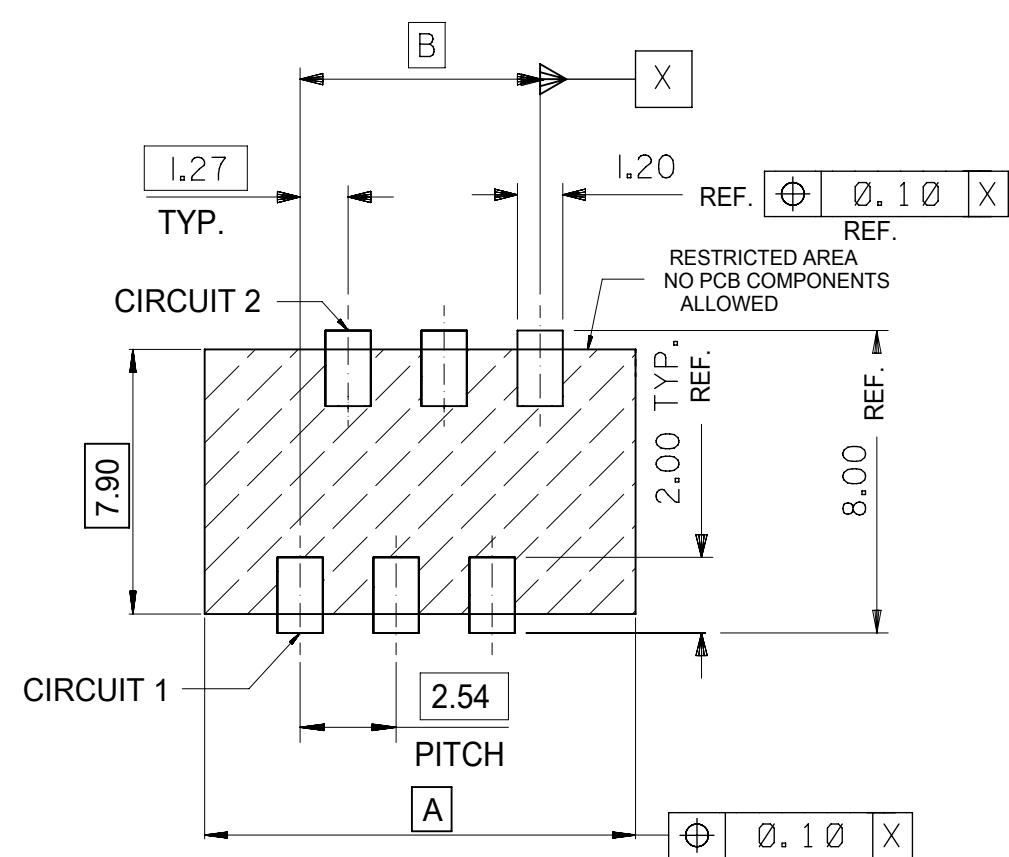 B
X
1.27
TYP.
1.20
REF.
⌖ Ø.10 X
REF.
RESTRICTED AREA
NO PCB COMPONENTS
ALLOWED
CIRCUIT 2
7.90
2.00 TYP.
REF.
8.00 REF.
CIRCUIT 1
2.54
PITCH
A
⌖ Ø.10 X